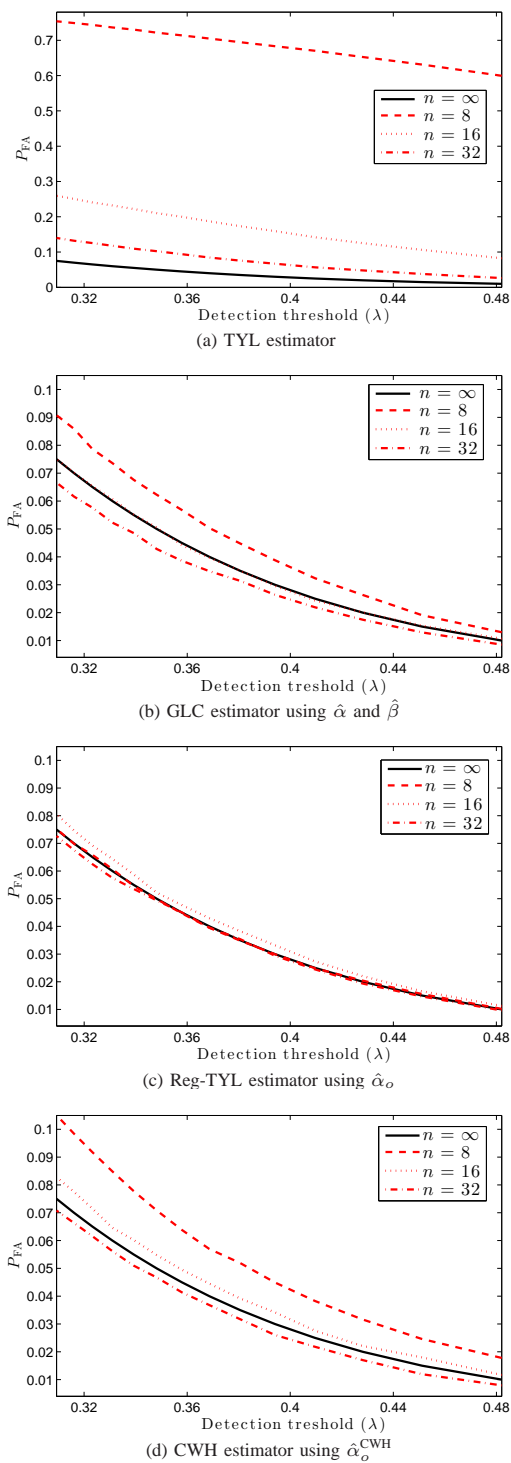 0.7
0.6
0.5
0.4
0.3
0.2
0.1
0
P_FA
n = ∞
n = 8
n = 16
n = 32
0.32 0.36 0.4 0.44 0.48
Detection threshold (λ)
(a) TYL estimator
0.1
0.09
0.08
0.07
0.06
0.05
0.04
0.03
0.02
0.01
P_FA
n = ∞
n = 8
n = 16
n = 32
0.32 0.36 0.4 0.44 0.48
Detection treshold (λ)
(b) GLC estimator using α̂ and β̂
0.1
0.09
0.08
0.07
0.06
0.05
0.04
0.03
0.02
0.01
P_FA
n = ∞
n = 8
n = 16
n = 32
0.32 0.36 0.4 0.44 0.48
Detection threshold (λ)
(c) Reg-TYL estimator using α̂_o
0.1
0.09
0.08
0.07
0.06
0.05
0.04
0.03
0.02
0.01
P_FA
n = ∞
n = 8
n = 16
n = 32
0.32 0.36 0.4 0.44 0.48
Detection threshold (λ)
(d) CWH estimator using α̂_o^CWH